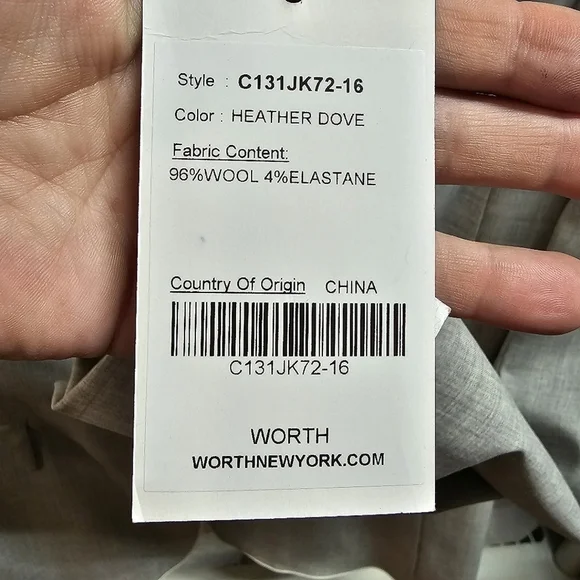 Style : C131JK72-16
Color : HEATHER DOVE
Fabric Content:
96%WOOL 4%ELASTANE
Country Of Origin CHINA
C131JK72-16
WORTH
WORTHNEWYORK.COM